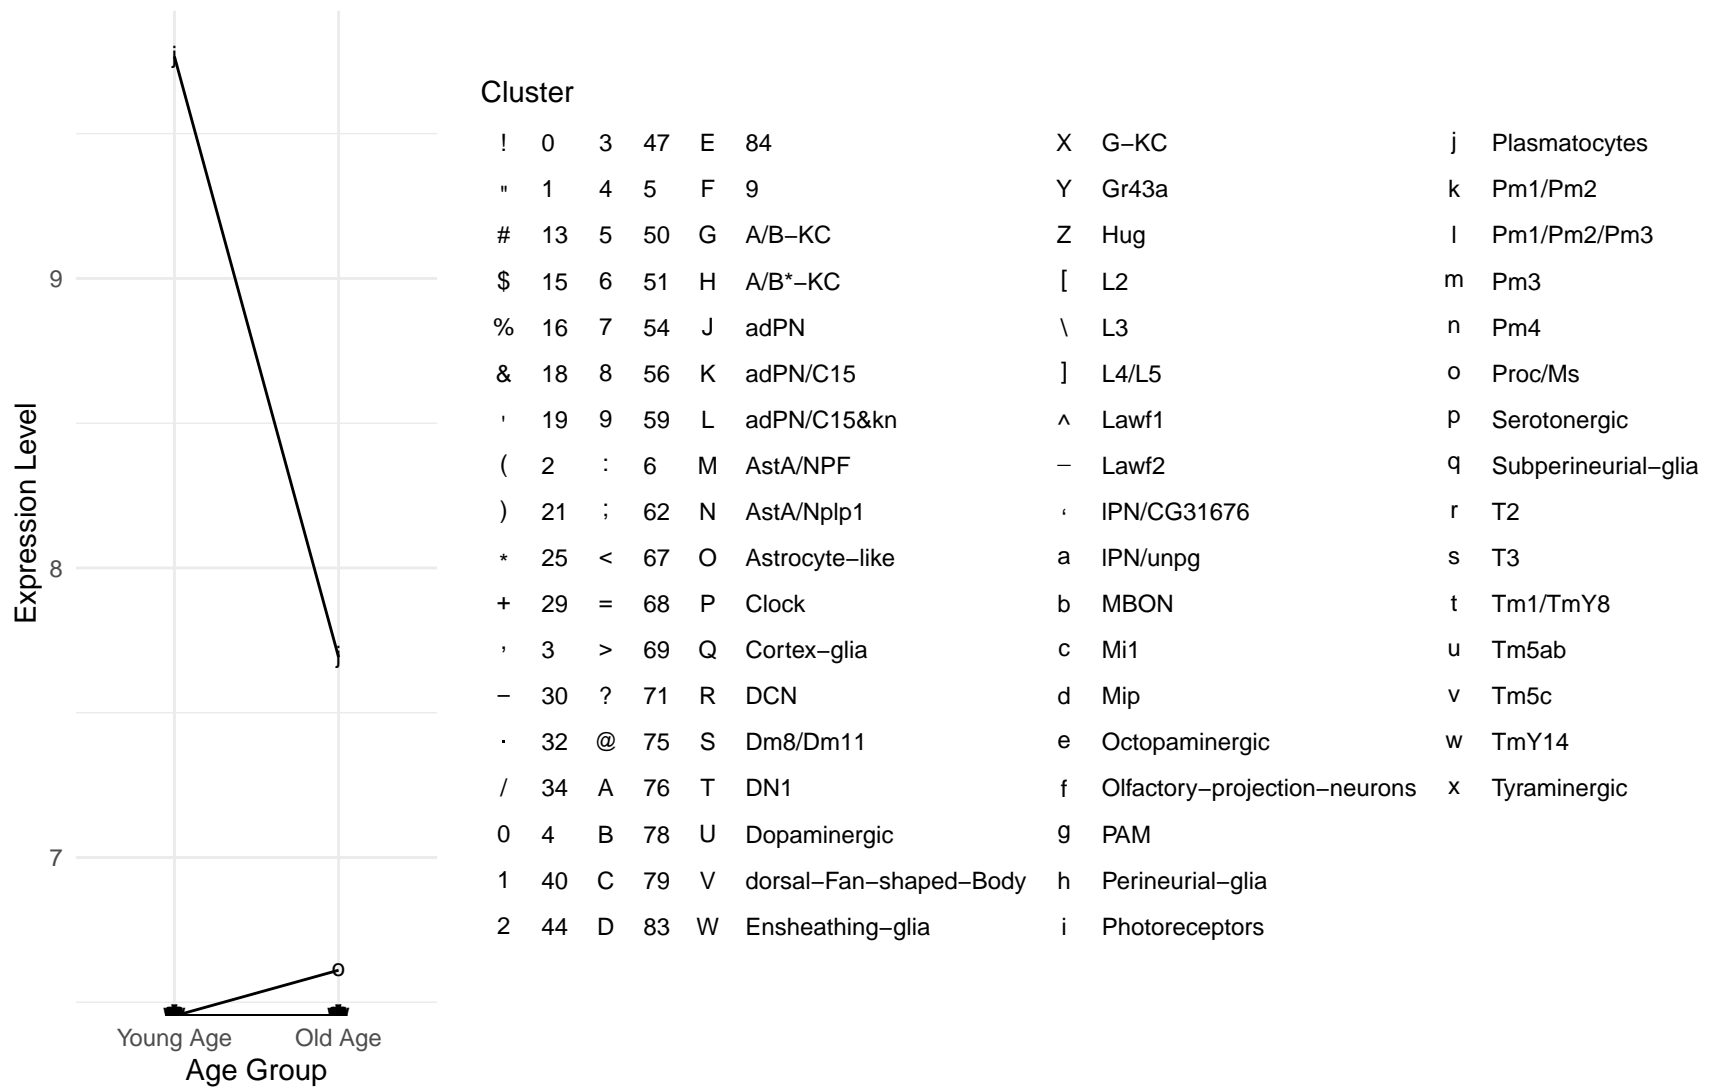 Cluster
! 0 3 47 E 84 X G−KC j Plasmatocytes
" 1 4 5 F 9 Y Gr43a k Pm1/Pm2
# 13 5 50 G A/B−KC Z Hug l Pm1/Pm2/Pm3
$ 15 6 51 H A/B*−KC [ L2 m Pm3
% 16 7 54 J adPN \ L3 n Pm4
& 18 8 56 K adPN/C15 ] L4/L5 o Proc/Ms
' 19 9 59 L adPN/C15&kn ^ Lawf1 p Serotonergic
( 2 : 6 M AstA/NPF − Lawf2 q Subperineurial−glia
) 21 ; 62 N AstA/Nplp1 ‘ lPN/CG31676 r T2
* 25 < 67 O Astrocyte−like a lPN/unpg s T3
+ 29 = 68 P Clock b MBON t Tm1/TmY8
, 3 > 69 Q Cortex−glia c Mi1 u Tm5ab
− 30 ? 71 R DCN d Mip v Tm5c
. 32 @ 75 S Dm8/Dm11 e Octopaminergic w TmY14
/ 34 A 76 T DN1 f Olfactory−projection−neurons x Tyraminergic
0 4 B 78 U Dopaminergic g PAM
1 40 C 79 V dorsal−Fan−shaped−Body h Perineurial−glia
2 44 D 83 W Ensheathing−glia i Photoreceptors
Expression Level
9
8
7
j
j
o
Young Age Old Age
Age Group